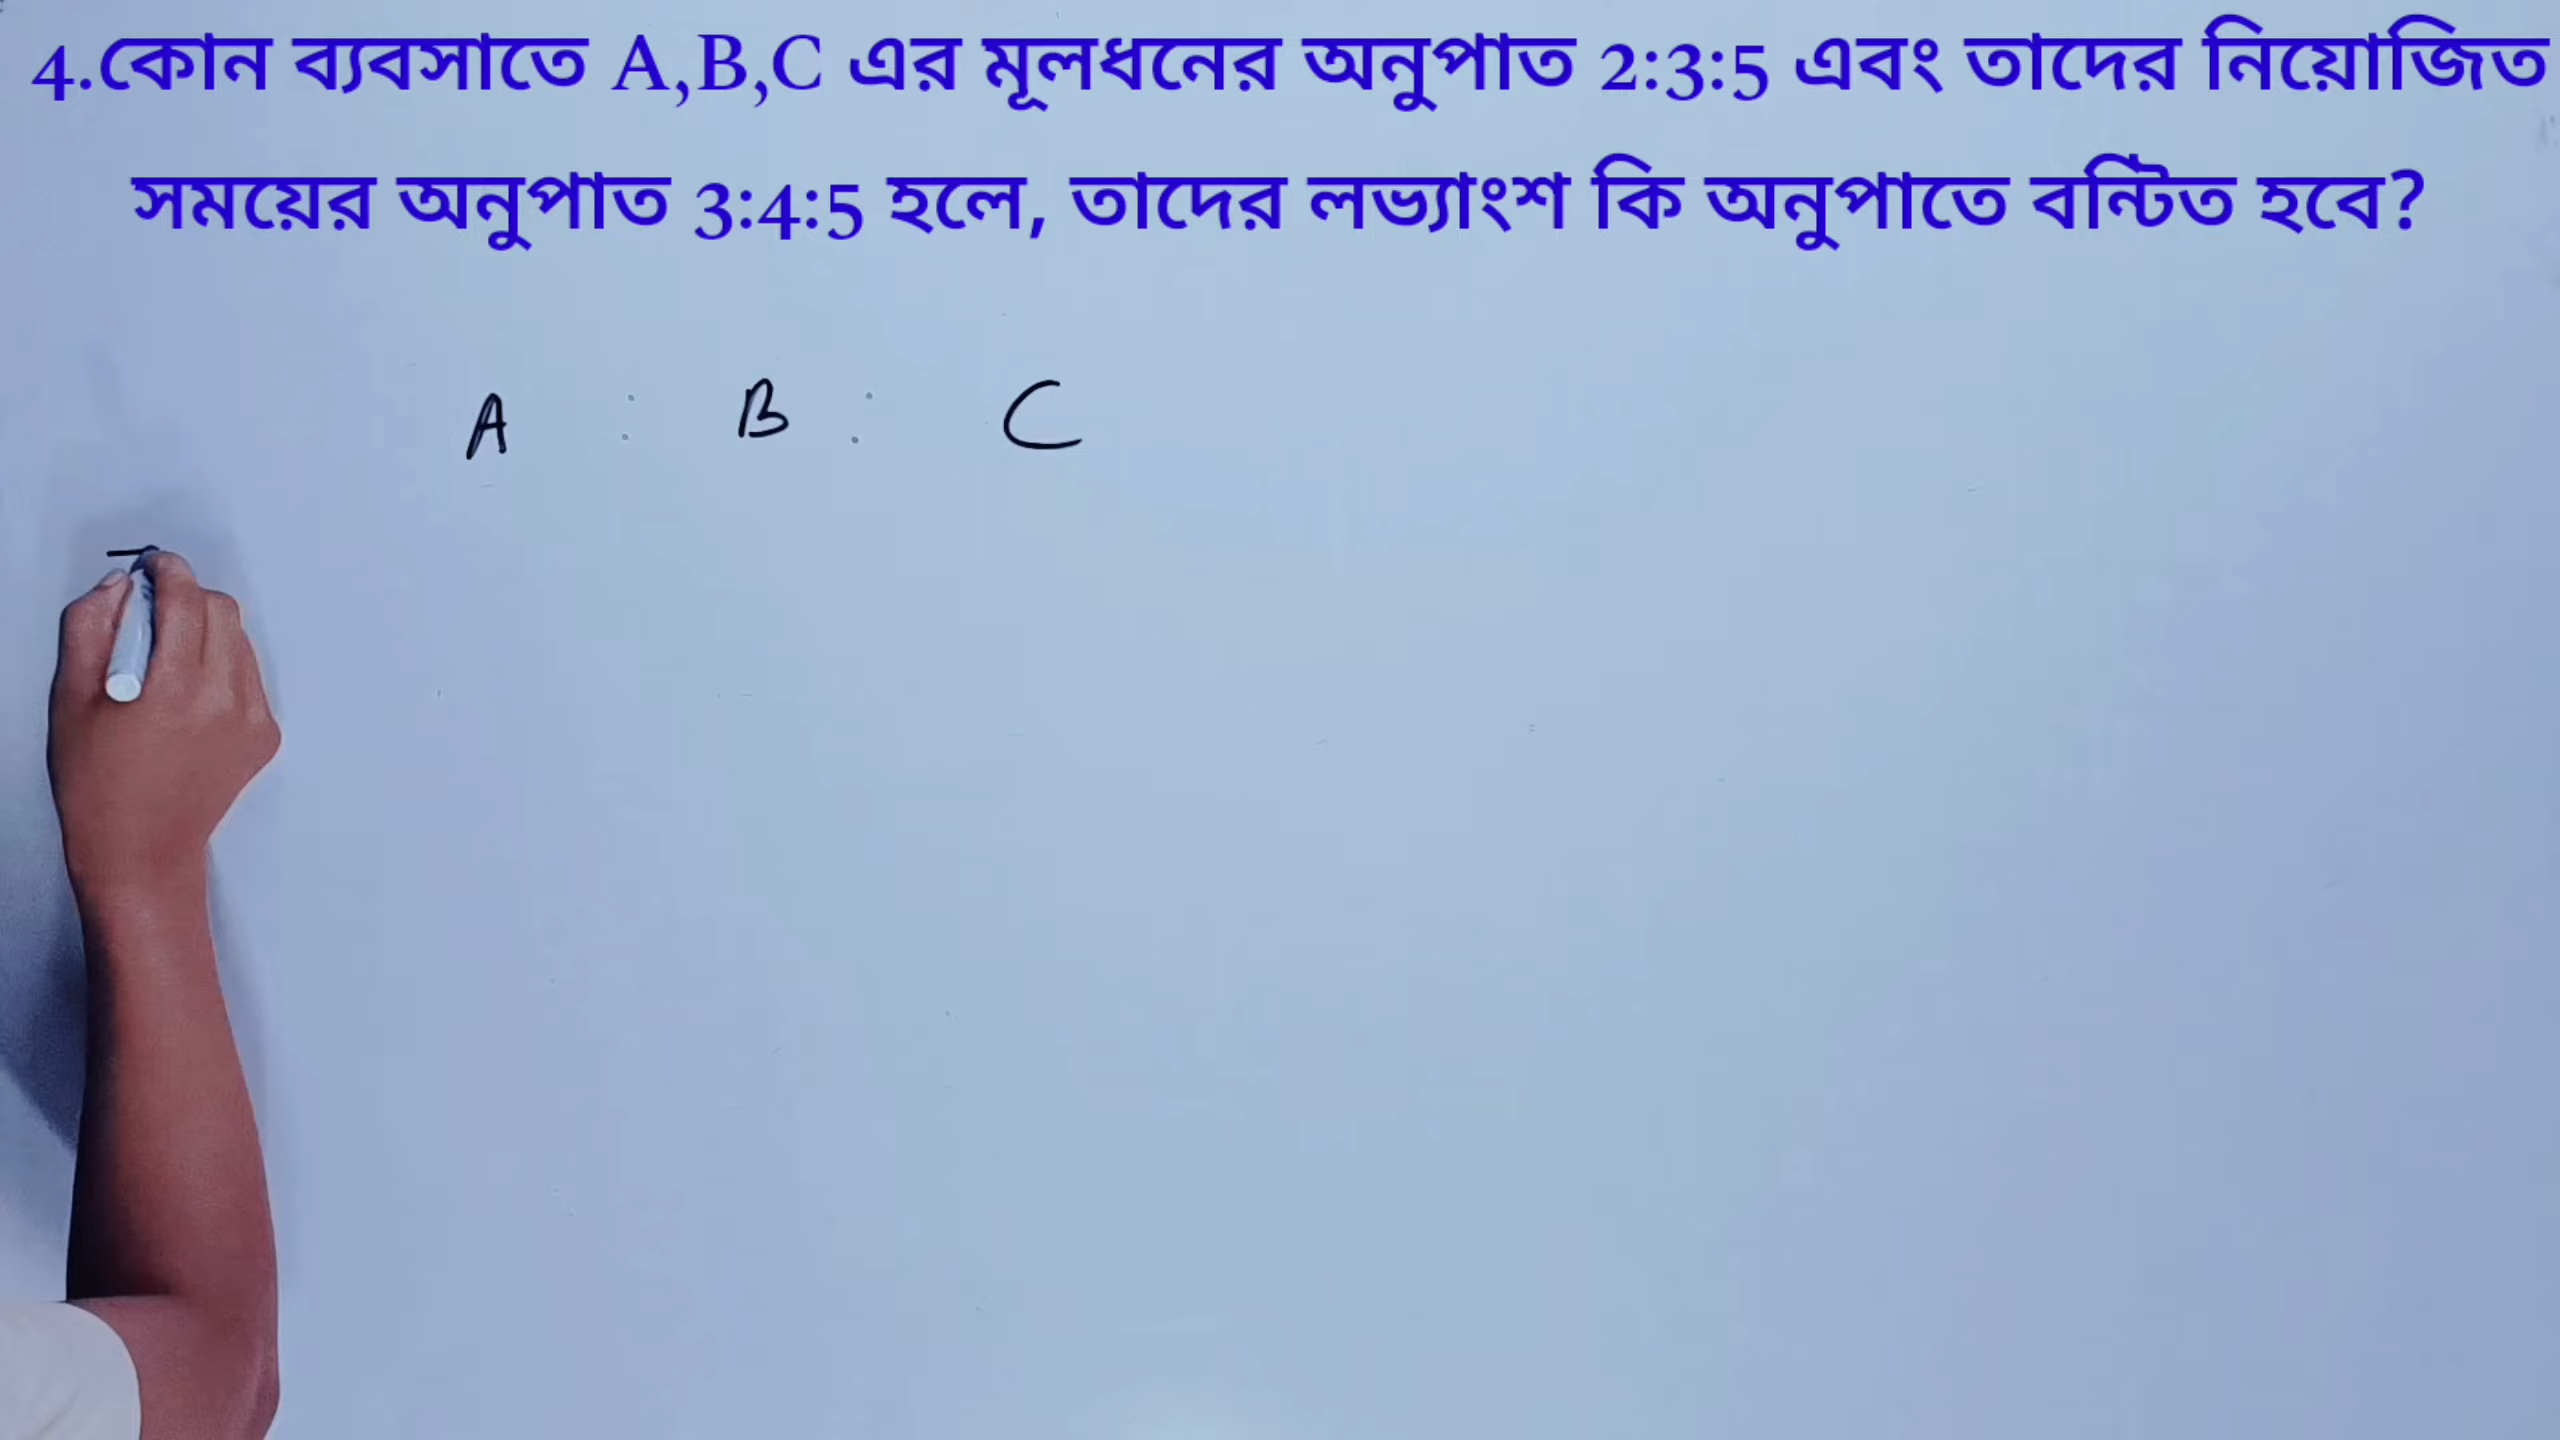 4.কোন ব্যবসাতে A,B,C এর মূলধনের অনুপাত 2:3:5 এবং তাদের নিয়োজিত
সময়ের অনুপাত 3:4:5 হলে, তাদের লভ্যাংশ কি অনুপাতে বন্টিত হবে?
A : B : C